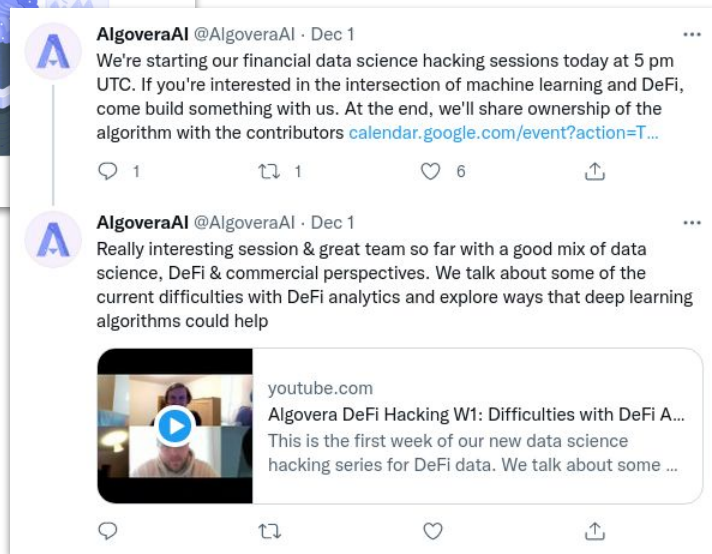 AlgoveraAI @AlgoveraAI · Dec 1
We're starting our financial data science hacking sessions today at 5 pm
UTC. If you're interested in the intersection of machine learning and DeFi,
come build something with us. At the end, we'll share ownership of the
algorithm with the contributors calendar.google.com/event?action=T...
1 1 6
AlgoveraAI @AlgoveraAI · Dec 1
Really interesting session & great team so far with a good mix of data
science, DeFi & commercial perspectives. We talk about some of the
current difficulties with DeFi analytics and explore ways that deep learning
algorithms could help
youtube.com
Algovera DeFi Hacking W1: Difficulties with DeFi A...
This is the first week of our new data science
hacking series for DeFi data. We talk about some ...